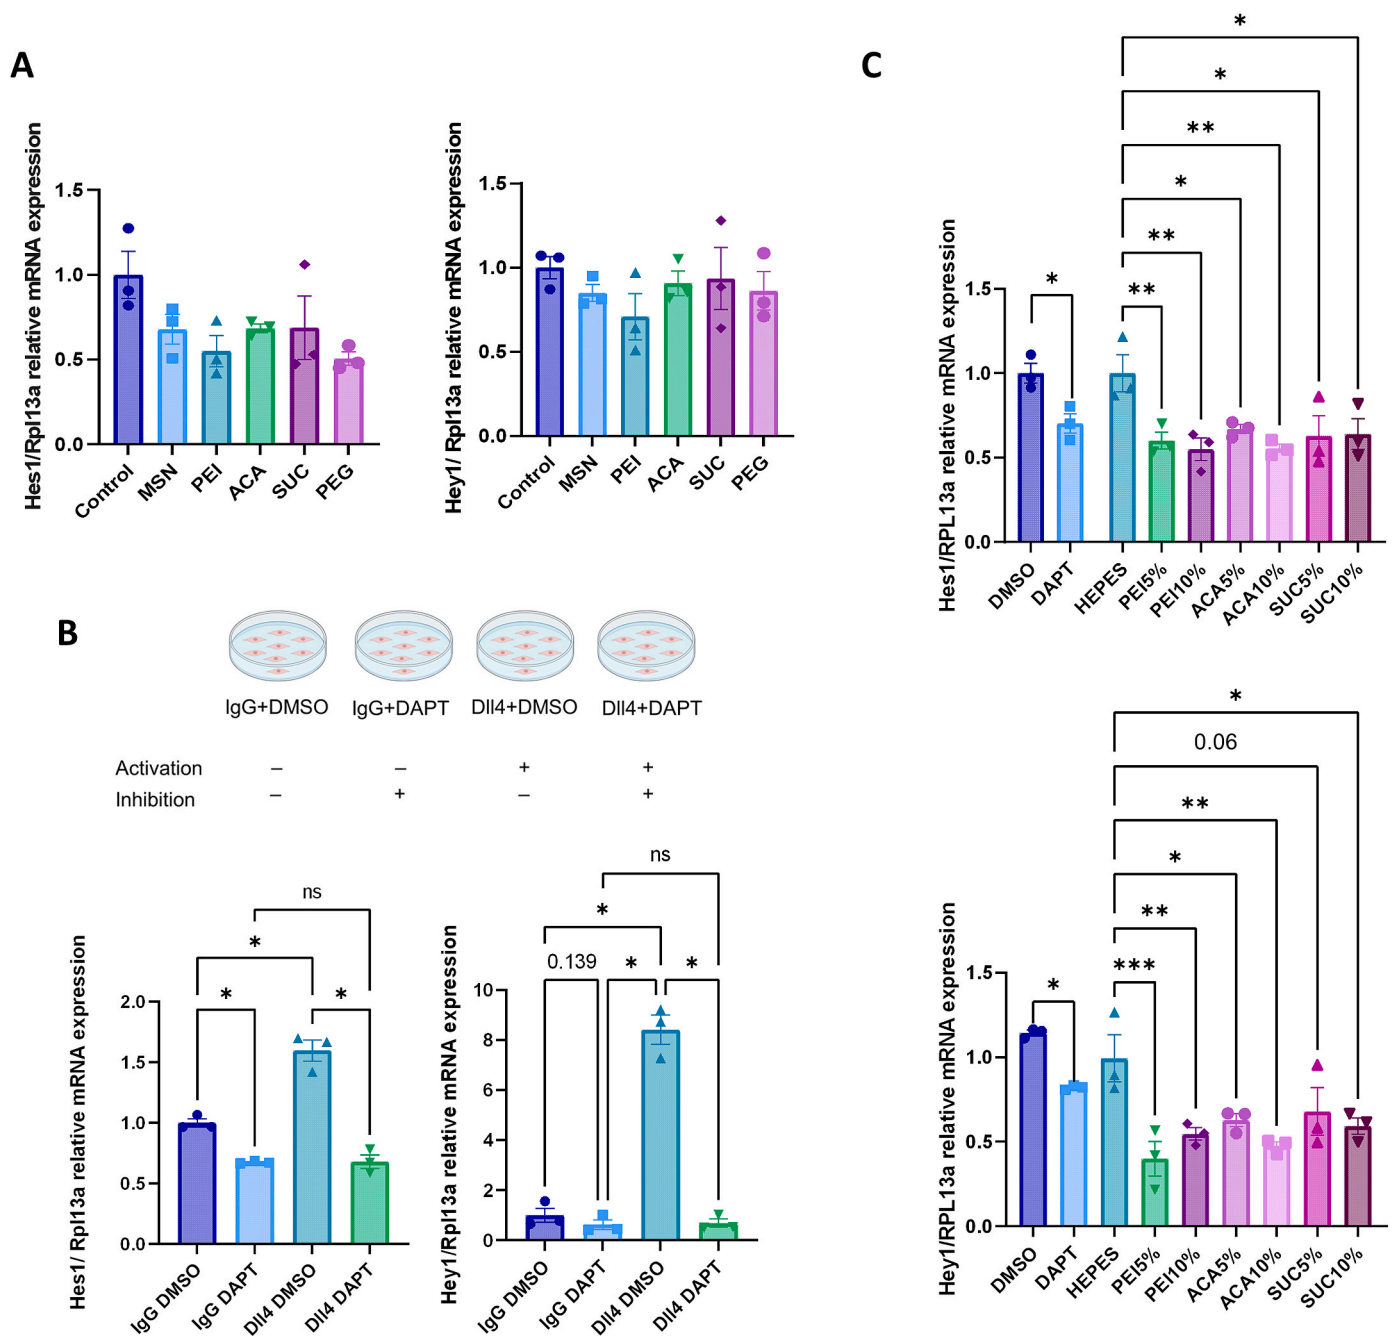 A
Hes1/Rpl13a relative mRNA expression
1.5
1.0
0.5
0.0
Control
MSN
PEI
ACA
SUC
PEG
Hey1/ Rpl13a relative mRNA expression
1.5
1.0
0.5
0.0
Control
MSN
PEI
ACA
SUC
PEG
B
IgG+DMSO IgG+DAPT Dll4+DMSO Dll4+DAPT
Activation − − + +
Inhibition − + − +
Hes1/ Rpl13a relative mRNA expression
2.0
1.5
1.0
0.5
0.0
ns
*
* *
IgG DMSO
IgG DAPT
Dll4 DMSO
Dll4 DAPT
Hey1/Rpl13a relative mRNA expression
10
8
6
4
2
0
ns
*
0.139 * *
IgG DMSO
IgG DAPT
Dll4 DMSO
Dll4 DAPT
C
Hes1/RPL13a relative mRNA expression
1.5
1.0
0.5
0.0
*
*
**
*
**
**
*
DMSO
DAPT
HEPES
PEI5%
PEI10%
ACA5%
ACA10%
SUC5%
SUC10%
Hey1/RPL13a relative mRNA expression
1.5
1.0
0.5
0.0
*
0.06
**
*
**
***
*
DMSO
DAPT
HEPES
PEI5%
PEI10%
ACA5%
ACA10%
SUC5%
SUC10%